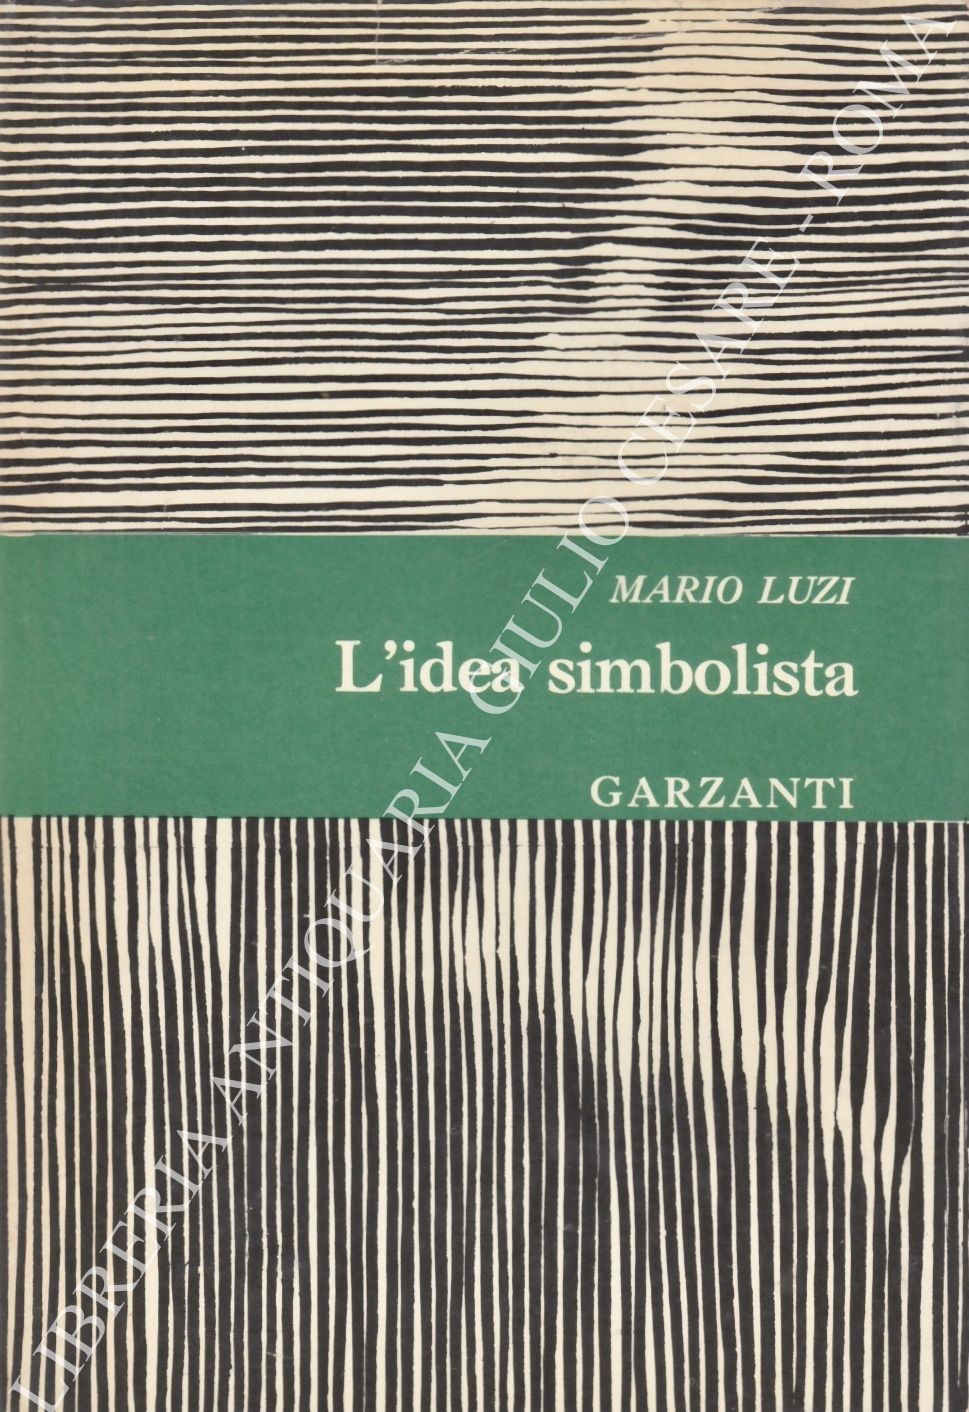 MARIO LUZI
L'idea simbolista
GARZANTI
LIBRERIA ANTIQUARIA GIULIO CESARE - ROMA